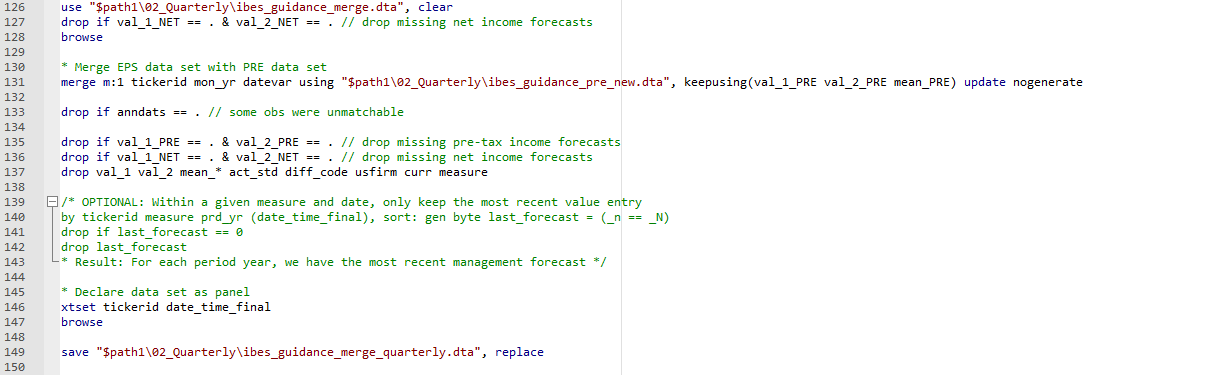 126 use "$path1\02_Quarterly\ibes_guidance_merge.dta", clear
127 drop if val_1_NET == . & val_2_NET == . // drop missing net income forecasts
128 browse
129
130 * Merge EPS data set with PRE data set
131 merge m:1 tickerid mon_yr datevar using "$path1\02_Quarterly\ibes_guidance_pre_new.dta", keepusing(val_1_PRE val_2_PRE mean_PRE) update nogenerate
132
133 drop if anndats == . // some obs were unmatchable
134
135 drop if val_1_PRE == . & val_2_PRE == . // drop missing pre-tax income forecasts
136 drop if val_1_NET == . & val_2_NET == . // drop missing net income forecasts
137 drop val_1 val_2 mean_* act_std diff_code usfirm curr measure
138
139 /* OPTIONAL: Within a given measure and date, only keep the most recent value entry
140 by tickerid measure prd_yr (date_time_final), sort: gen byte last_forecast = (_n == _N)
141 drop if last_forecast == 0
142 drop last_forecast
143 * Result: For each period year, we have the most recent management forecast */
144
145 * Declare data set as panel
146 xtset tickerid date_time_final
147 browse
148
149 save "$path1\02_Quarterly\ibes_guidance_merge_quarterly.dta", replace
150